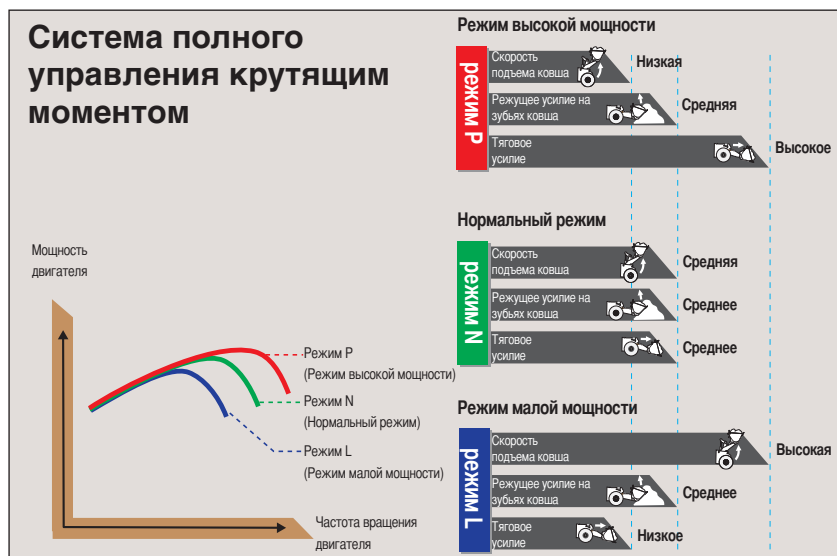 Система полного
управления крутящим
моментом
Мощность
двигателя
Режим P
(Режим высокой мощности)
Режим N
(Нормальный режим)
Режим L
(Режим малой мощности)
Частота вращения
двигателя
Режим высокой мощности
режим P
Скорость
подъема ковша
Низкая
Режущее усилие на
зубьях ковша
Средняя
Тяговое
усилие
Высокое
Нормальный режим
режим N
Скорость
подъема ковша
Средняя
Режущее усилие на
зубьях ковша
Среднее
Тяговое
усилие
Среднее
Режим малой мощности
режим L
Скорость
подъема ковша
Высокая
Режущее усилие на
зубьях ковша
Среднее
Тяговое
усилие
Низкое